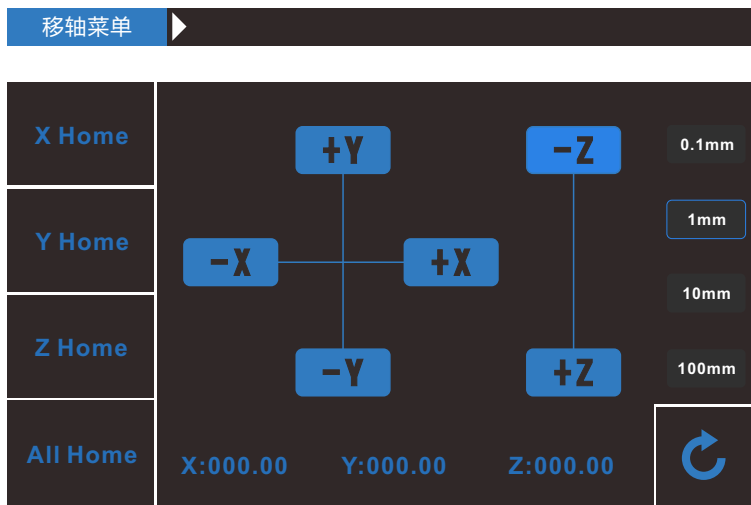 移轴菜单
X Home
+Y
-Z
0.1mm
1mm
Y Home
-X
+X
10mm
Z Home
-Y
+Z
100mm
All Home
X:000.00
Y:000.00
Z:000.00